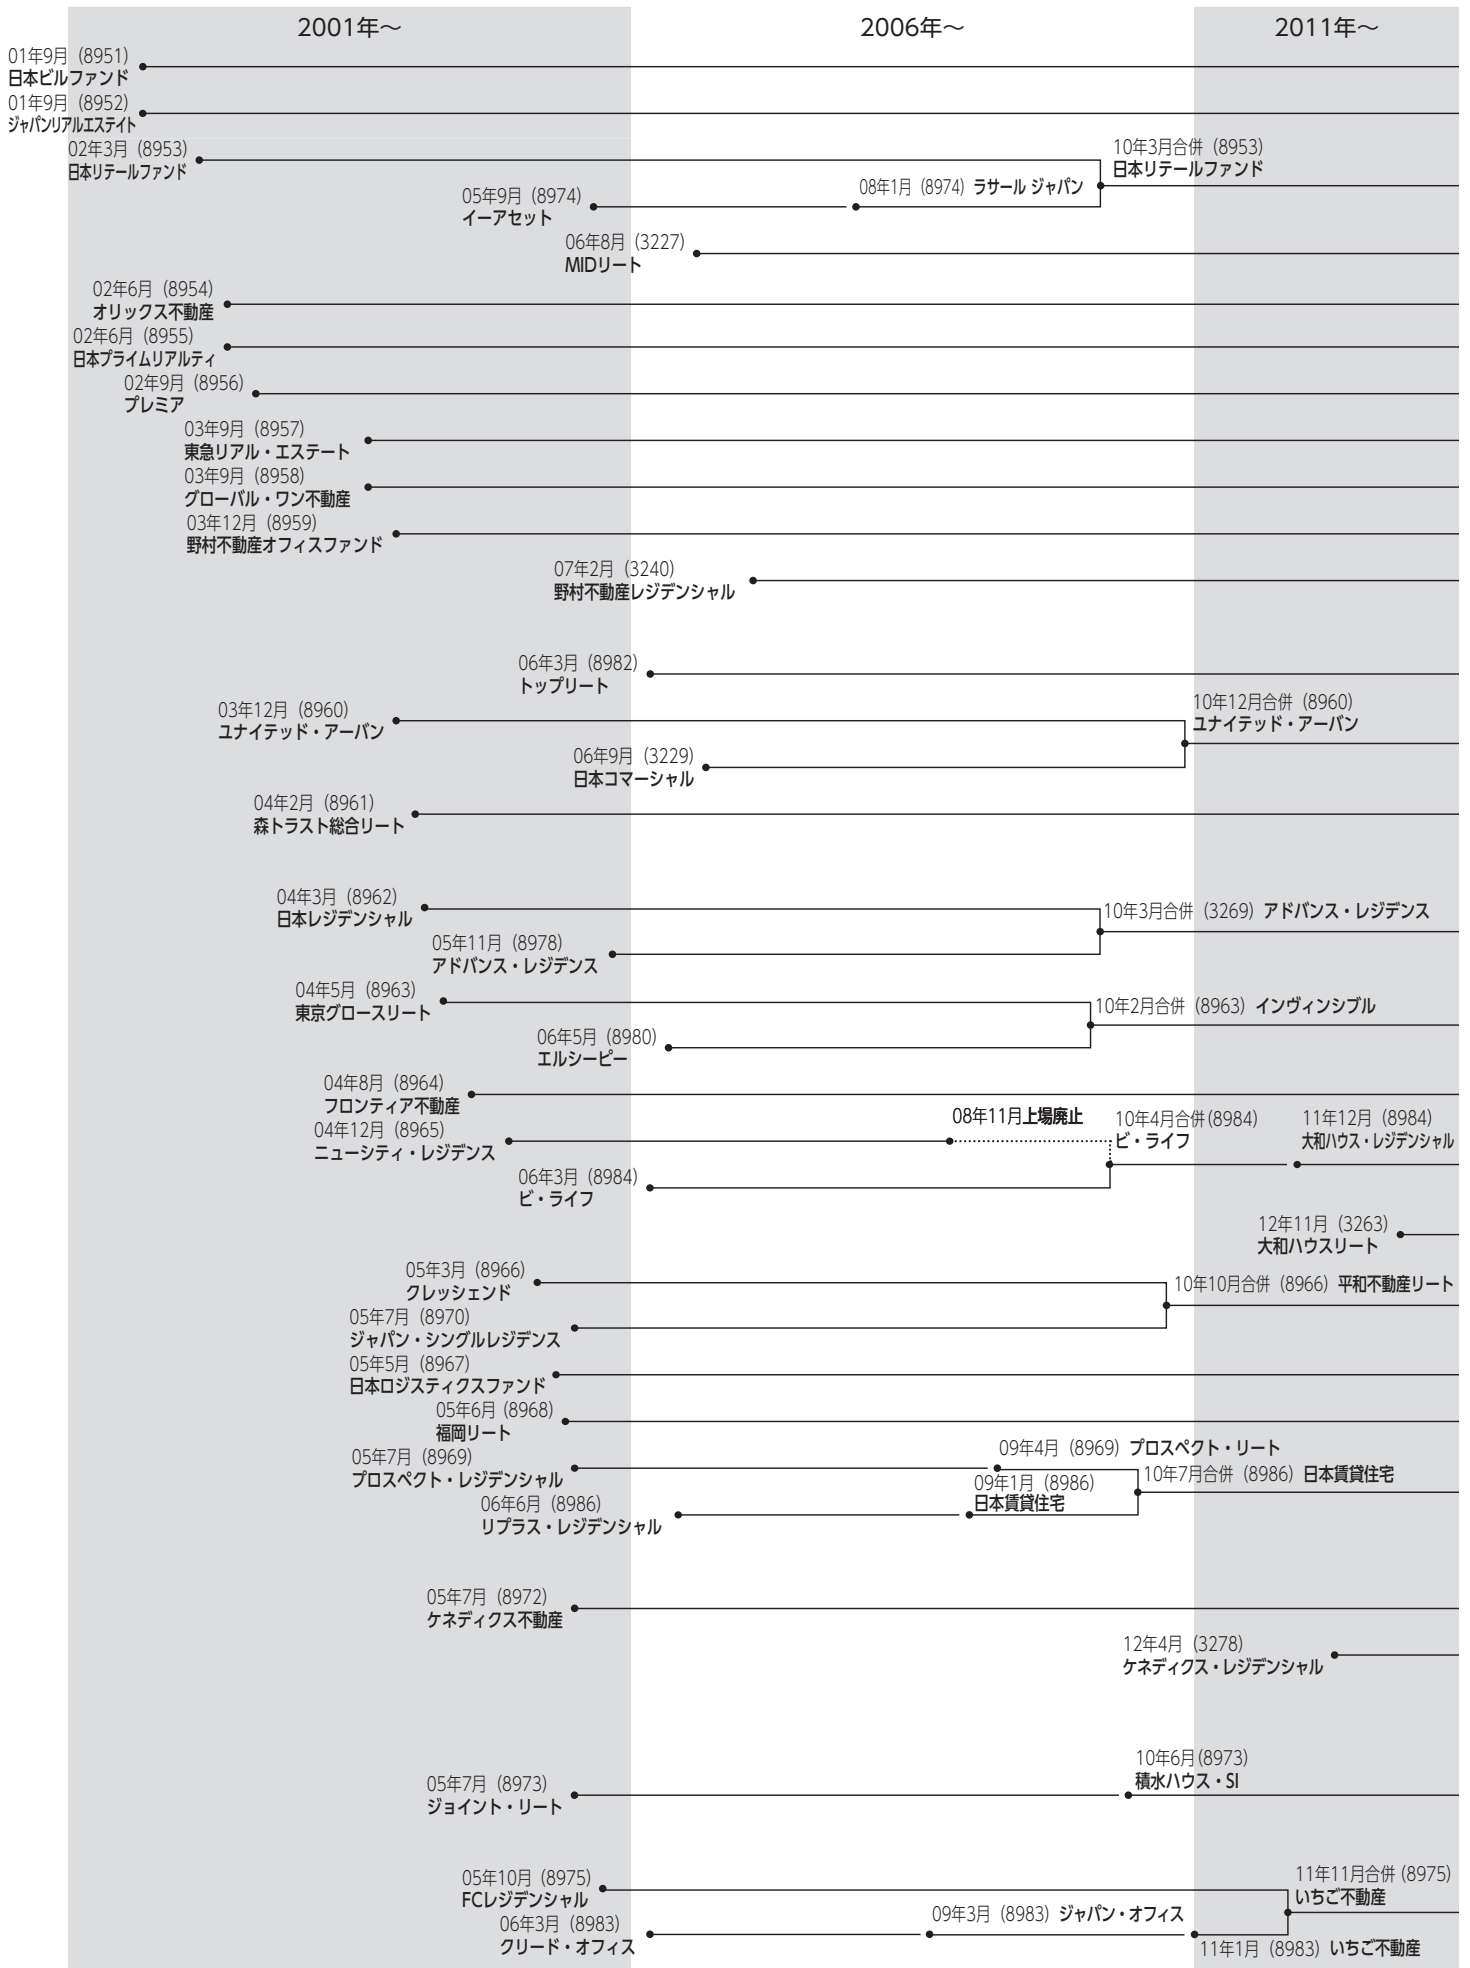 2001年～
2006年～
2011年～
01年9月 (8951)
日本ビルファンド
01年9月 (8952)
ジャパンリアルエステイト
02年3月 (8953)
日本リテールファンド
10年3月合併 (8953)
日本リテールファンド
05年9月 (8974)
イーアセット
08年1月 (8974) ラサール ジャパン
06年8月 (3227)
MIDリート
02年6月 (8954)
オリックス不動産
02年6月 (8955)
日本プライムリアルティ
02年9月 (8956)
プレミア
03年9月 (8957)
東急リアル・エステート
03年9月 (8958)
グローバル・ワン不動産
03年12月 (8959)
野村不動産オフィスファンド
07年2月 (3240)
野村不動産レジデンシャル
06年3月 (8982)
トップリート
03年12月 (8960)
ユナイテッド・アーバン
10年12月合併 (8960)
ユナイテッド・アーバン
06年9月 (3229)
日本コマーシャル
04年2月 (8961)
森トラスト総合リート
04年3月 (8962)
日本レジデンシャル
10年3月合併 (3269) アドバンス・レジデンス
05年11月 (8978)
アドバンス・レジデンス
04年5月 (8963)
東京グロースリート
10年2月合併 (8963) インヴィンシブル
06年5月 (8980)
エルシーピー
04年8月 (8964)
フロンティア不動産
04年12月 (8965)
ニューシティ・レジデンス
08年11月上場廃止
10年4月合併(8984)
ビ・ライフ
11年12月 (8984)
大和ハウス・レジデンシャル
06年3月 (8984)
ビ・ライフ
12年11月 (3263)
大和ハウスリート
05年3月 (8966)
クレッシェンド
10年10月合併 (8966) 平和不動産リート
05年7月 (8970)
ジャパン・シングルレジデンス
05年5月 (8967)
日本ロジスティクスファンド
05年6月 (8968)
福岡リート
05年7月 (8969)
プロスペクト・レジデンシャル
09年4月 (8969) プロスペクト・リート
09年1月 (8986)
日本賃貸住宅
10年7月合併 (8986) 日本賃貸住宅
06年6月 (8986)
リプラス・レジデンシャル
05年7月 (8972)
ケネディクス不動産
12年4月 (3278)
ケネディクス・レジデンシャル
10年6月(8973)
積水ハウス・SI
05年7月 (8973)
ジョイント・リート
05年10月 (8975)
FCレジデンシャル
11年11月合併 (8975)
いちご不動産
06年3月 (8983)
クリード・オフィス
09年3月 (8983) ジャパン・オフィス
11年1月 (8983) いちご不動産